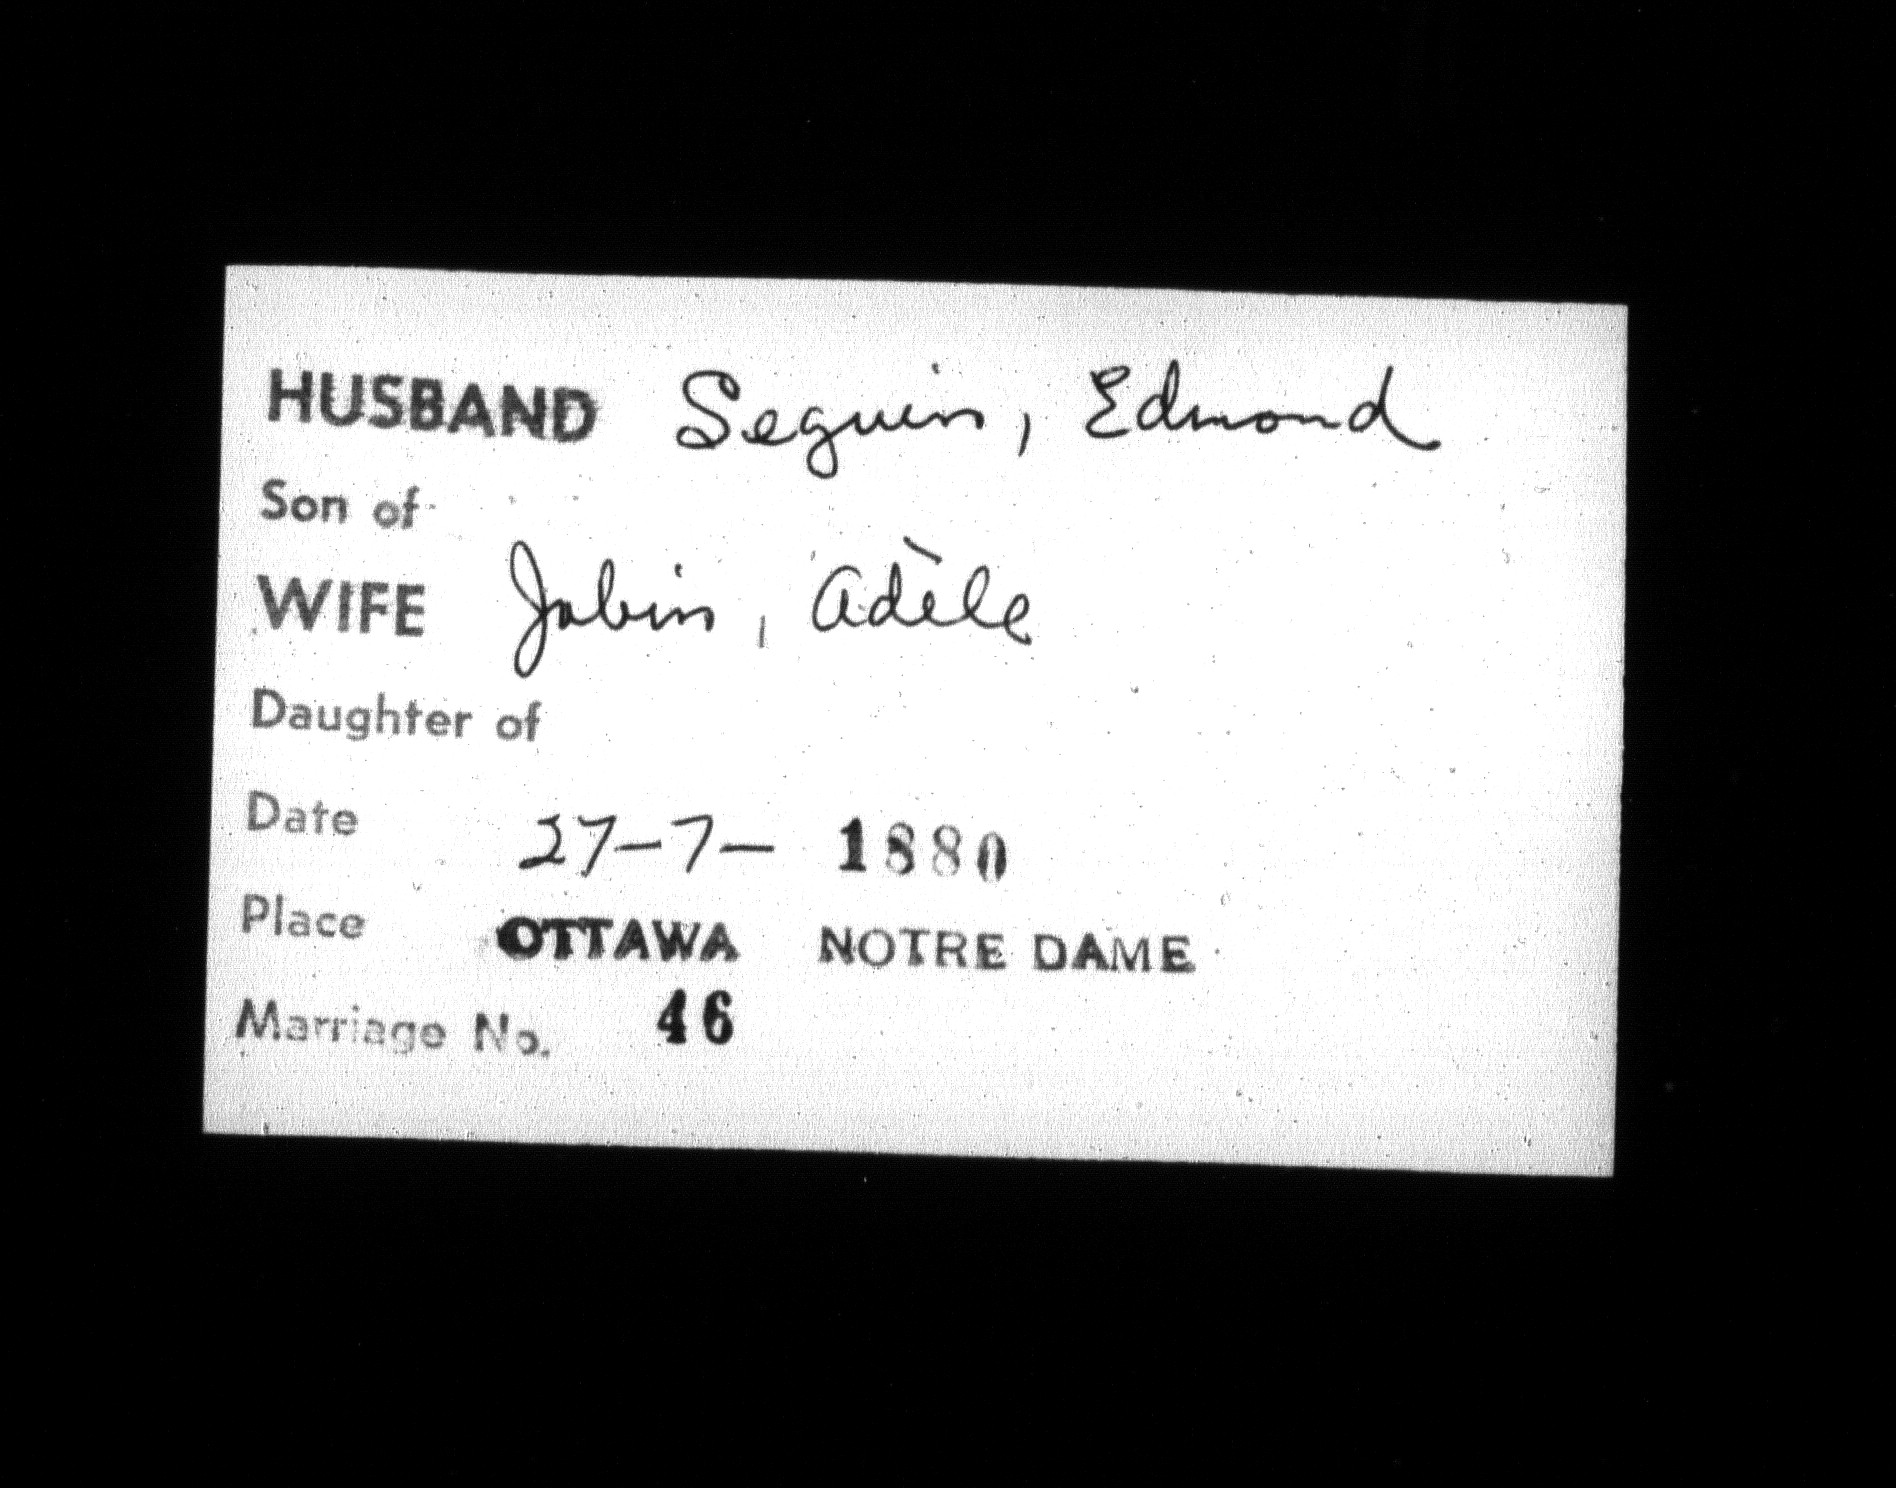 HUSBAND Seguin, Edmond
Son of
WIFE Jobin, Adèle
Daughter of
Date 27-7- 1880
Place OTTAWA NOTRE DAME
Marriage No. 46